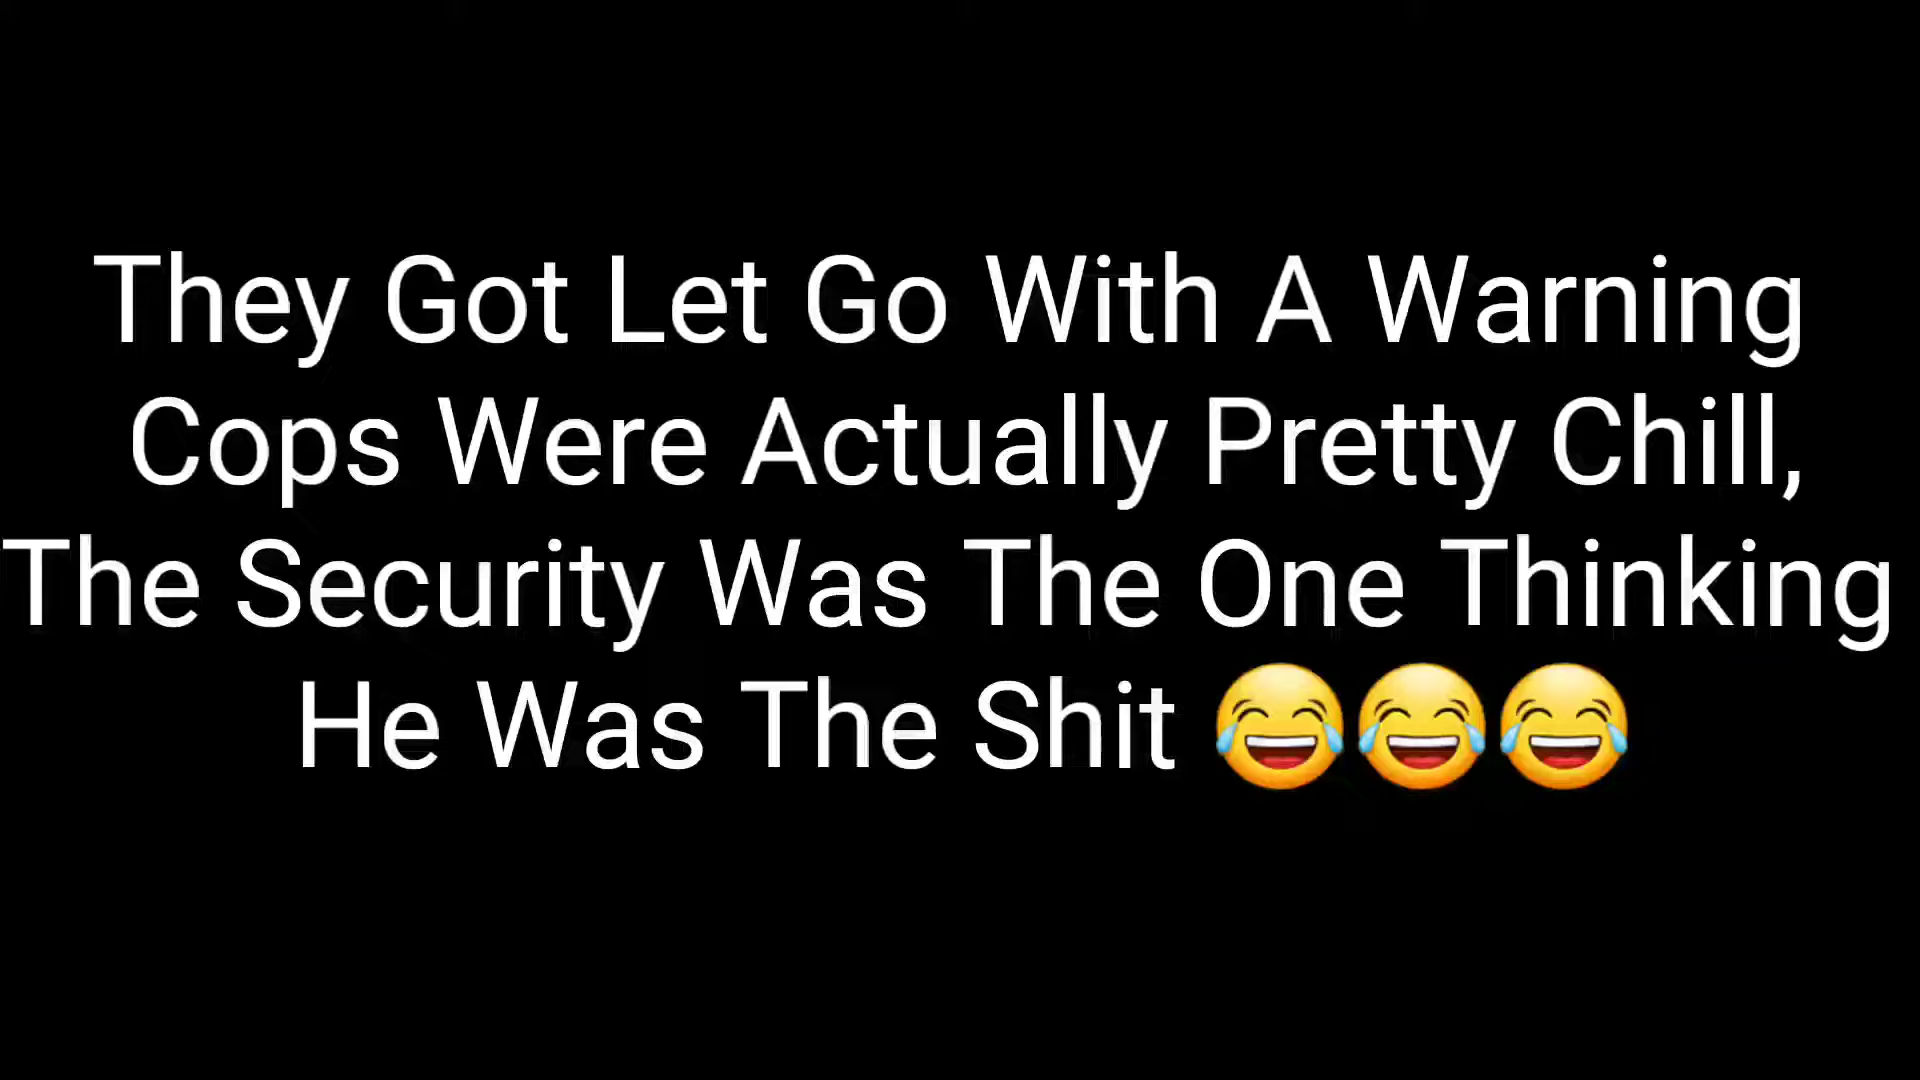 They Got Let Go With A Warning
Cops Were Actually Pretty Chill,
The Security Was The One Thinking
He Was The Shit 😂😂😂